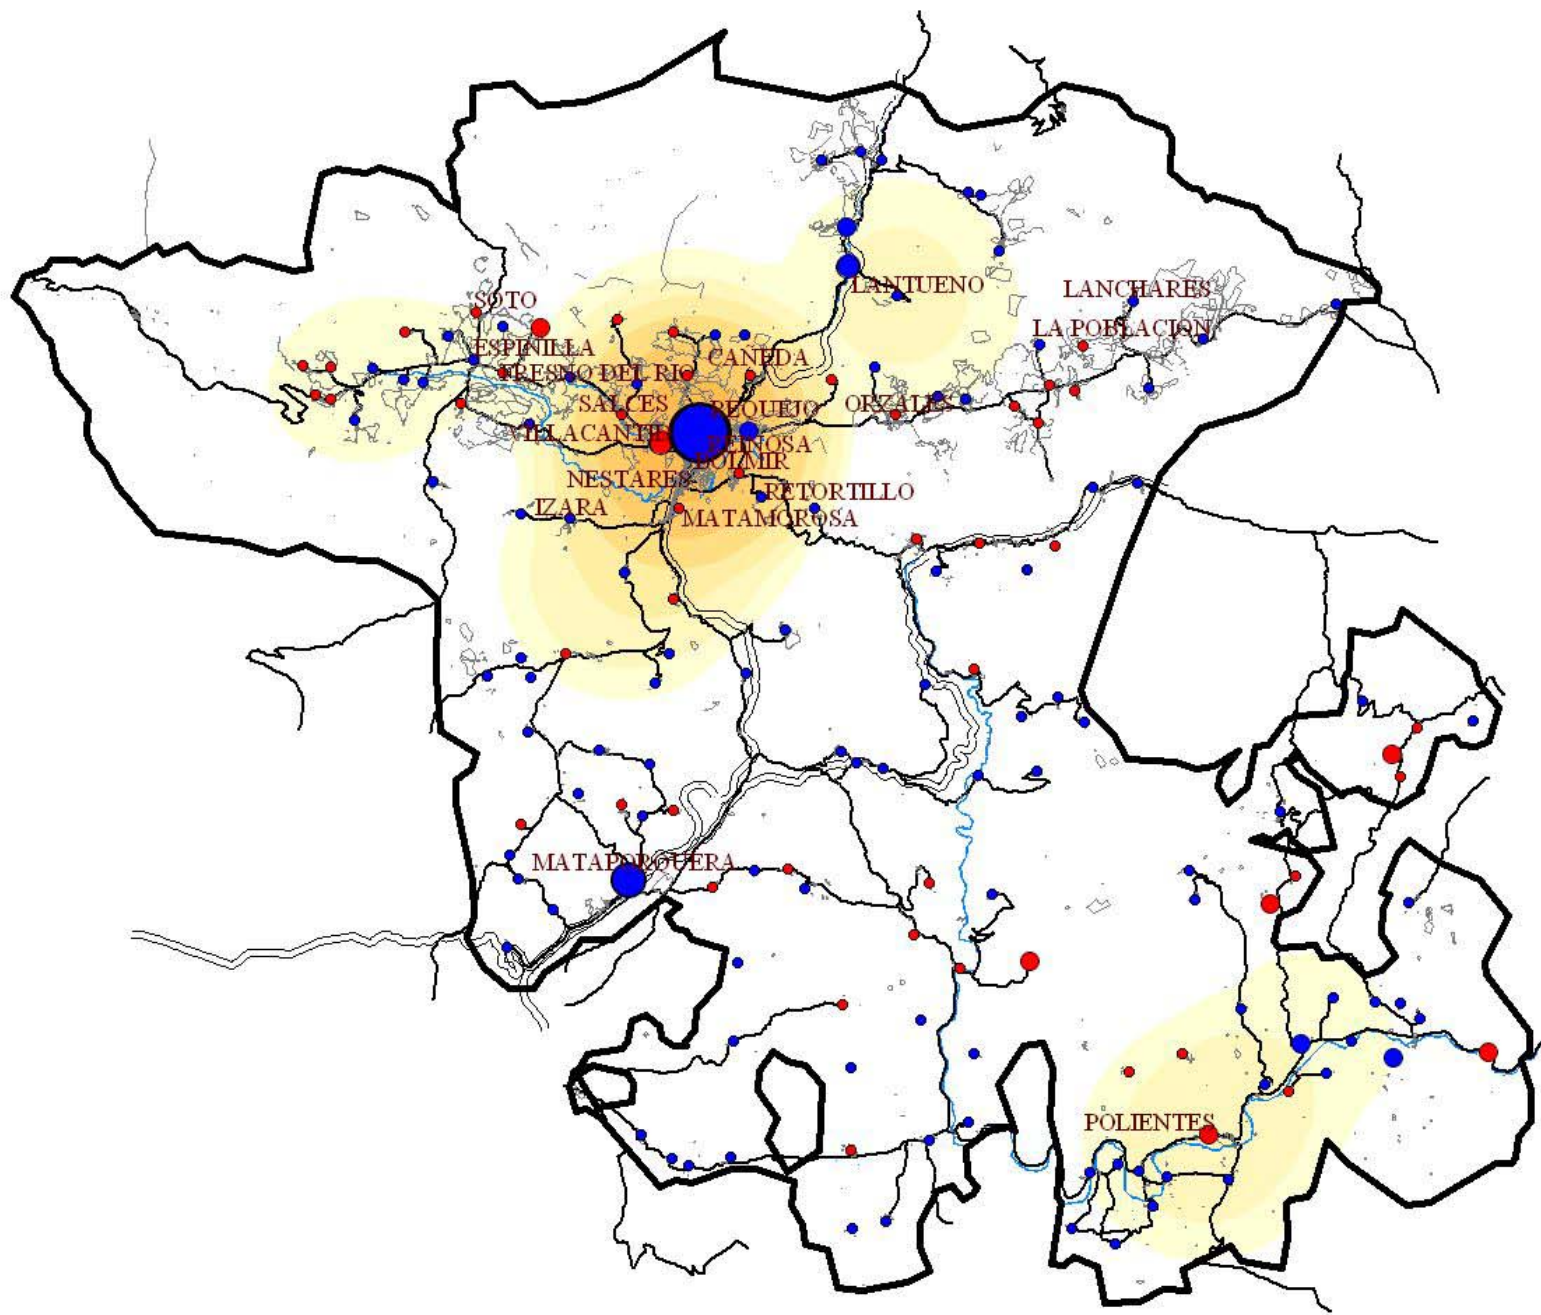 LANTUENO
LANCHARES
SOTO
LA POBLACION
ESPINILLA
CAÑEDA
FRESNO DEL RIO
SALCES
REQUEJO
ORZALES
VILLACANTID
REINOSA
BOLMIR
NESTARES
RETORTILLO
IZARA
MATAMOROSA
MATAPORQUERA
POLIENTES